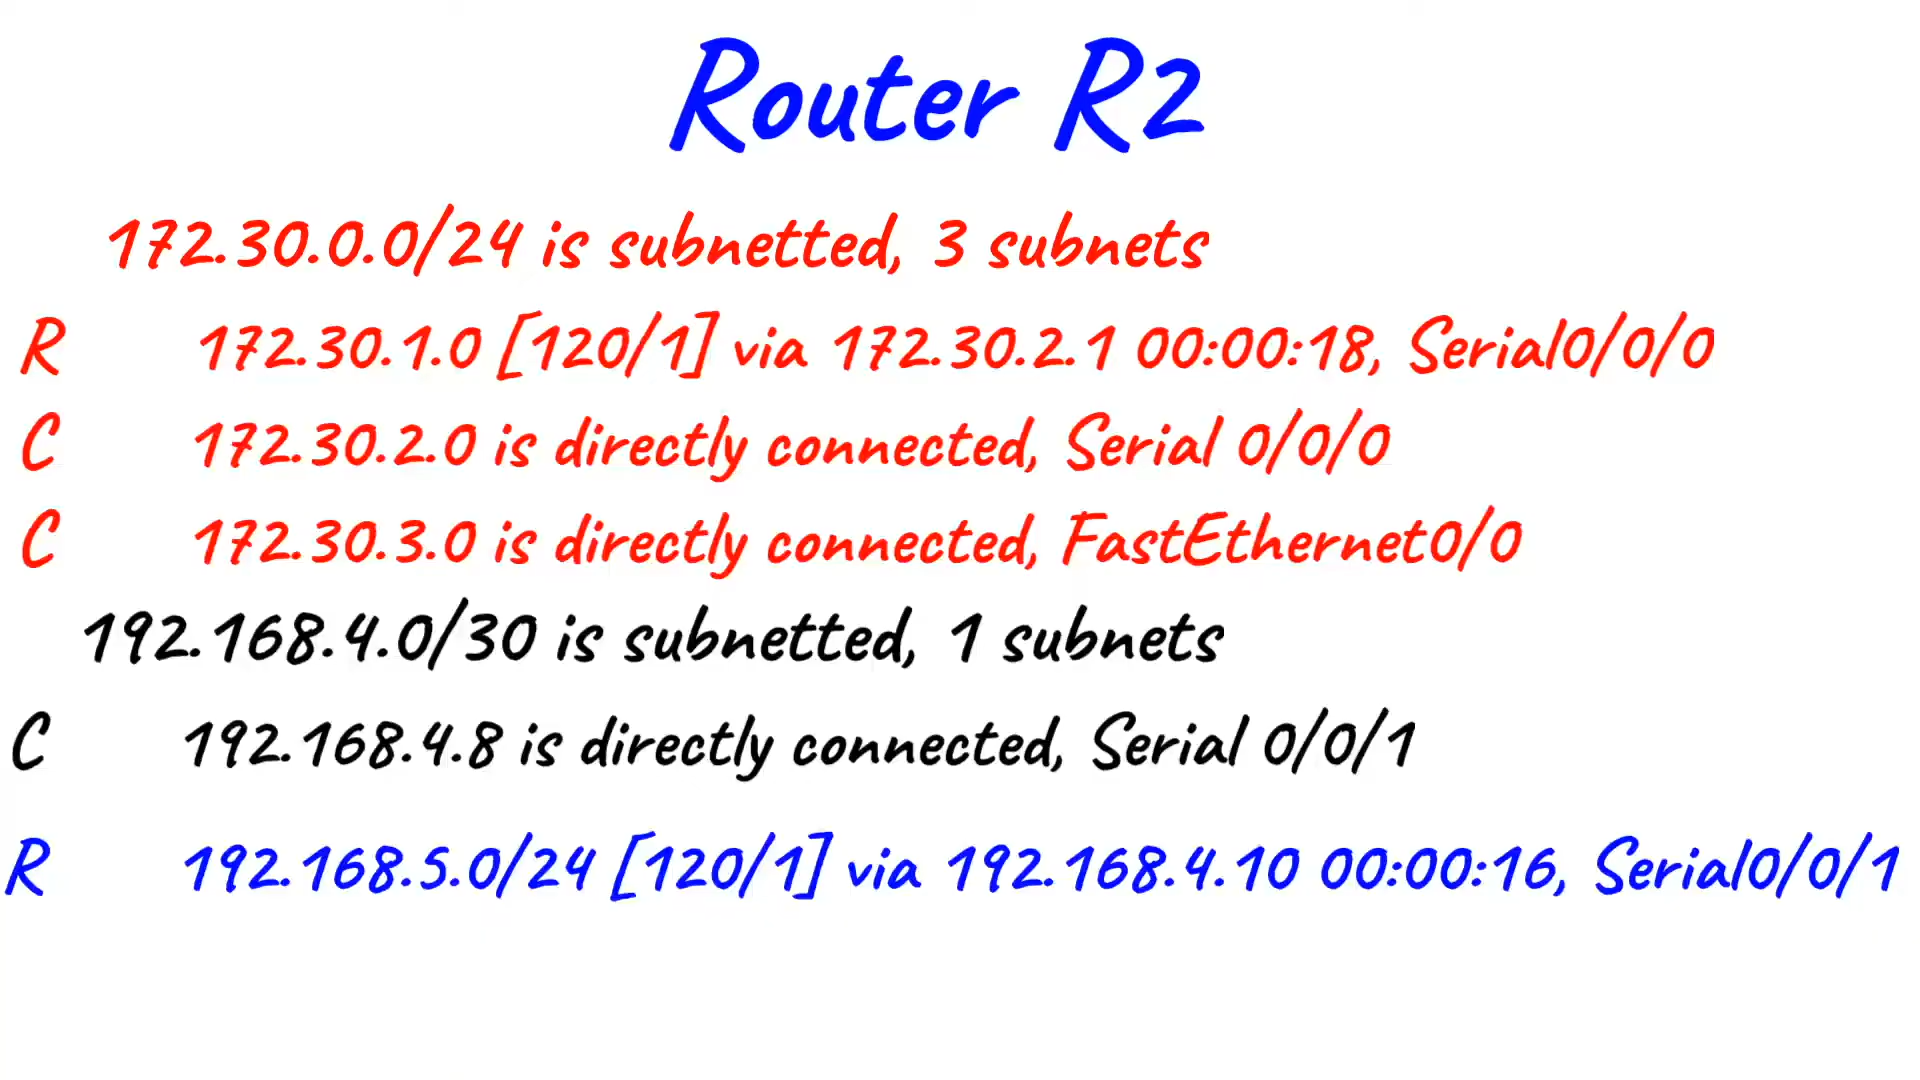 Router R2
172.30.0.0/24 is subnetted, 3 subnets
R 172.30.1.0 [120/1] via 172.30.2.1 00:00:18, Serial0/0/0
C 172.30.2.0 is directly connected, Serial 0/0/0
C 172.30.3.0 is directly connected, FastEthernet0/0
192.168.4.0/30 is subnetted, 1 subnets
C 192.168.4.8 is directly connected, Serial 0/0/1
R 192.168.5.0/24 [120/1] via 192.168.4.10 00:00:16, Serial0/0/1